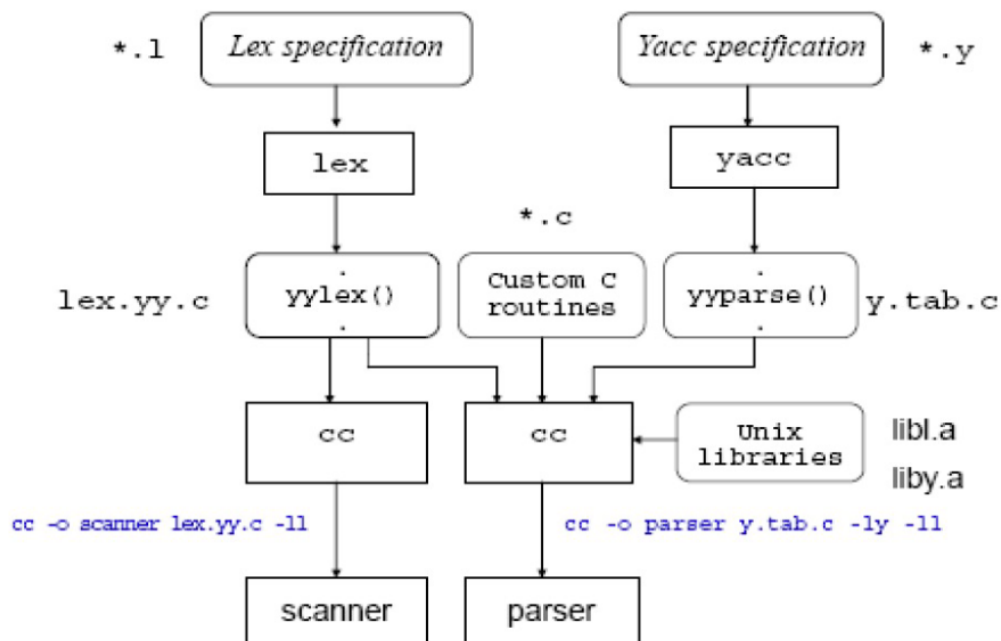 *.l
Lex specification
Yacc specification
*.y
lex
yacc
*.c
lex.yy.c
.
yylex()
.
Custom C
routines
.
yyparse()
.
y.tab.c
cc
cc
Unix
libraries
libl.a
liby.a
cc -o scanner lex.yy.c -ll
cc -o parser y.tab.c -ly -ll
scanner
parser